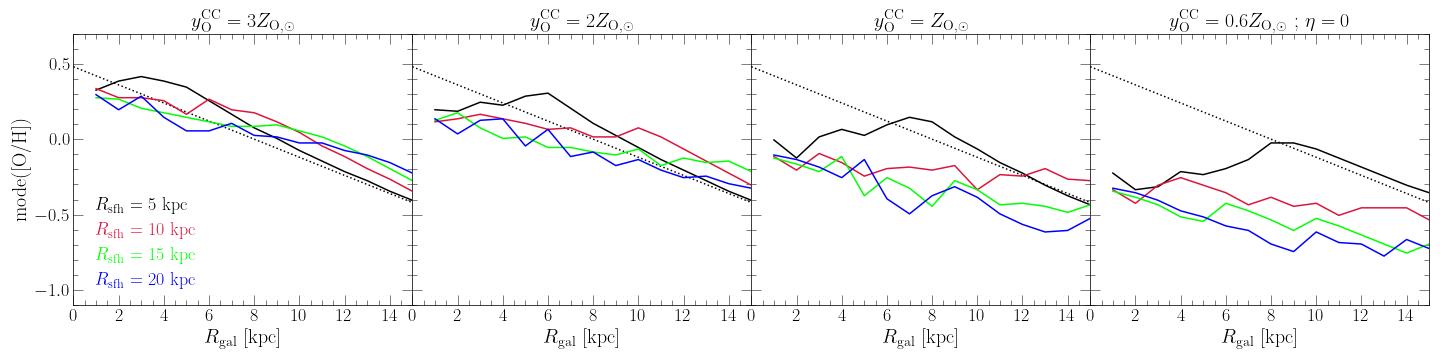 y_O^CC = 3Z_O,⊙
y_O^CC = 2Z_O,⊙
y_O^CC = Z_O,⊙
y_O^CC = 0.6Z_O,⊙ ; η = 0
mode([O/H])
0.5
0.0
−0.5
−1.0
R_sfh = 5 kpc
R_sfh = 10 kpc
R_sfh = 15 kpc
R_sfh = 20 kpc
0 2 4 6 8 10 12 14 0 2 4 6 8 10 12 14 0 2 4 6 8 10 12 14 0 2 4 6 8 10 12 14
R_gal [kpc]
R_gal [kpc]
R_gal [kpc]
R_gal [kpc]